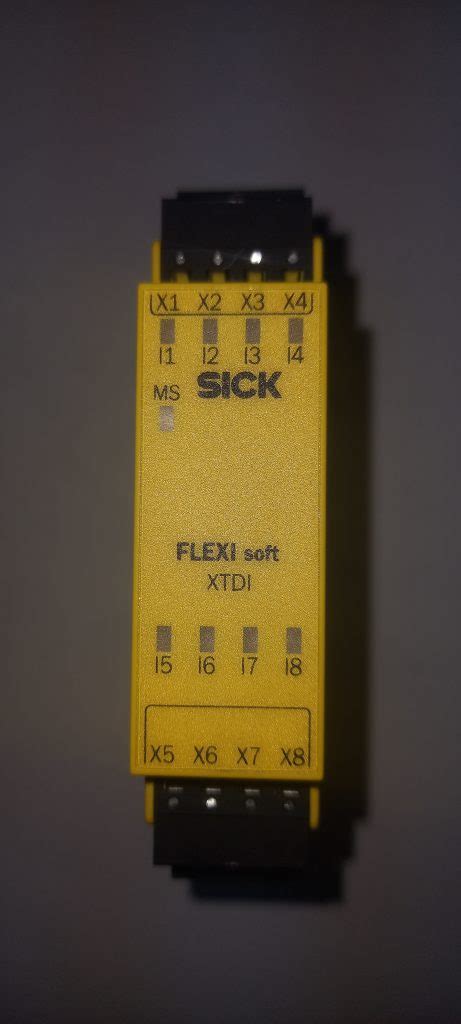 X1 X2 X3 X4
I1 I2 I3 I4
MS SICK
FLEXI soft
XTDI
I5 I6 I7 I8
X5 X6 X7 X8